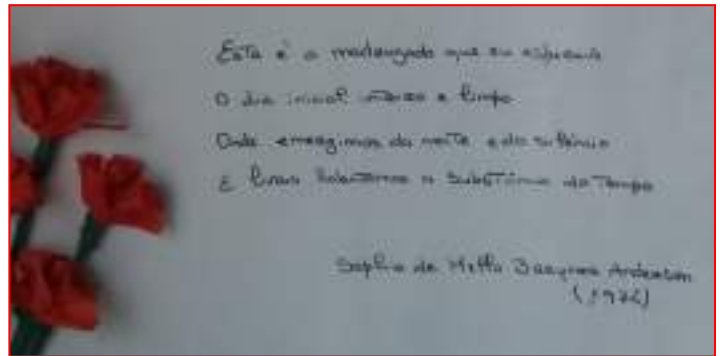 Esta é a madrugada que eu esperava
O dia inicial inteiro e limpo
Onde emergimos da noite e do silêncio
E livres habitamos a substância do tempo
Sophia de Mello Breyner Andresen
(1974)